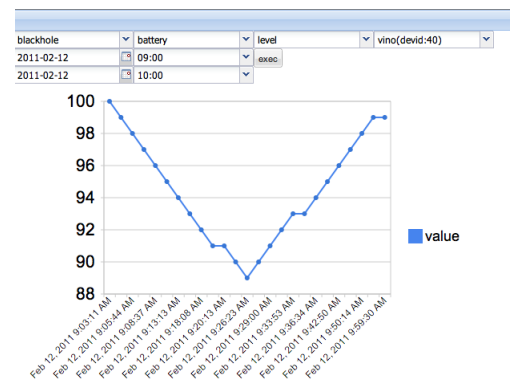 blackhole battery level vino(devid:40)
2011-02-12 09:00 exec
2011-02-12 10:00
100
98
96
94
92
90
88
value
Feb 12, 2011 9:03:11 AM
Feb 12, 2011 9:05:44 AM
Feb 12, 2011 9:08:37 AM
Feb 12, 2011 9:13:13 AM
Feb 12, 2011 9:18:08 AM
Feb 12, 2011 9:20:13 AM
Feb 12, 2011 9:26:23 AM
Feb 12, 2011 9:29:00 AM
Feb 12, 2011 9:33:53 AM
Feb 12, 2011 9:36:34 AM
Feb 12, 2011 9:42:50 AM
Feb 12, 2011 9:50:14 AM
Feb 12, 2011 9:59:30 AM